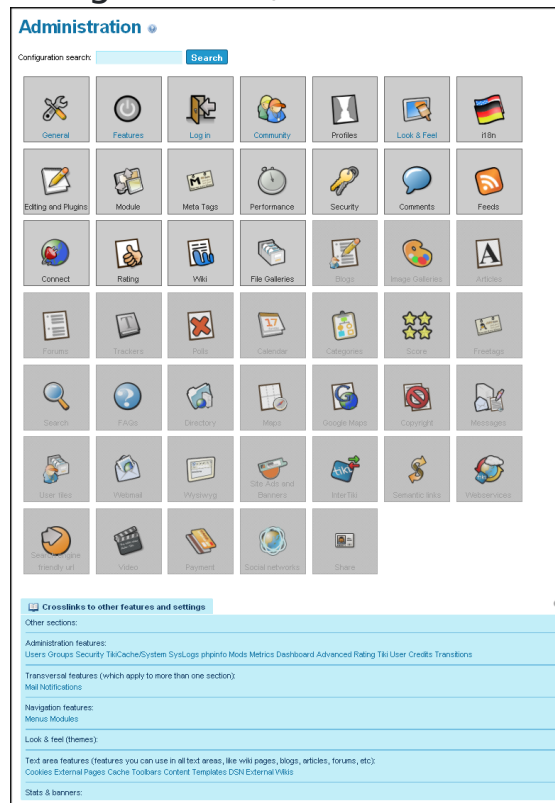 Administration
Configuration search: Search
General Features Log in Community Profiles Look & Feel i18n
Editing and Plugins Module Meta Tags Performance Security Comments Feeds
Connect Rating Wiki File Galleries Blogs Image Galleries Articles
Forums Trackers Polls Calendar Categories Score Freetags
Search FAQs Directory Maps Google Maps Copyright Messages
User files Webmail Wysiwyg Site Ads and Banners InterTiki Semantic links Webservices
Search engine friendly url Video Payment Social networks Share
Crosslinks to other features and settings
Other sections:
Administration features:
Users Groups Security TikiCache/System SysLogs phpinfo Mods Metrics Dashboard Advanced Rating Tiki User Credits Transitions
Transversal features (which apply to more than one section):
Mail Notifications
Navigation features:
Menus Modules
Look & feel (themes):
Text area features (features you can use in all text areas, like wiki pages, blogs, articles, forums, etc):
Cookies External Pages Cache Toolbars Content Templates DSN External Wikis
Stats & banners: